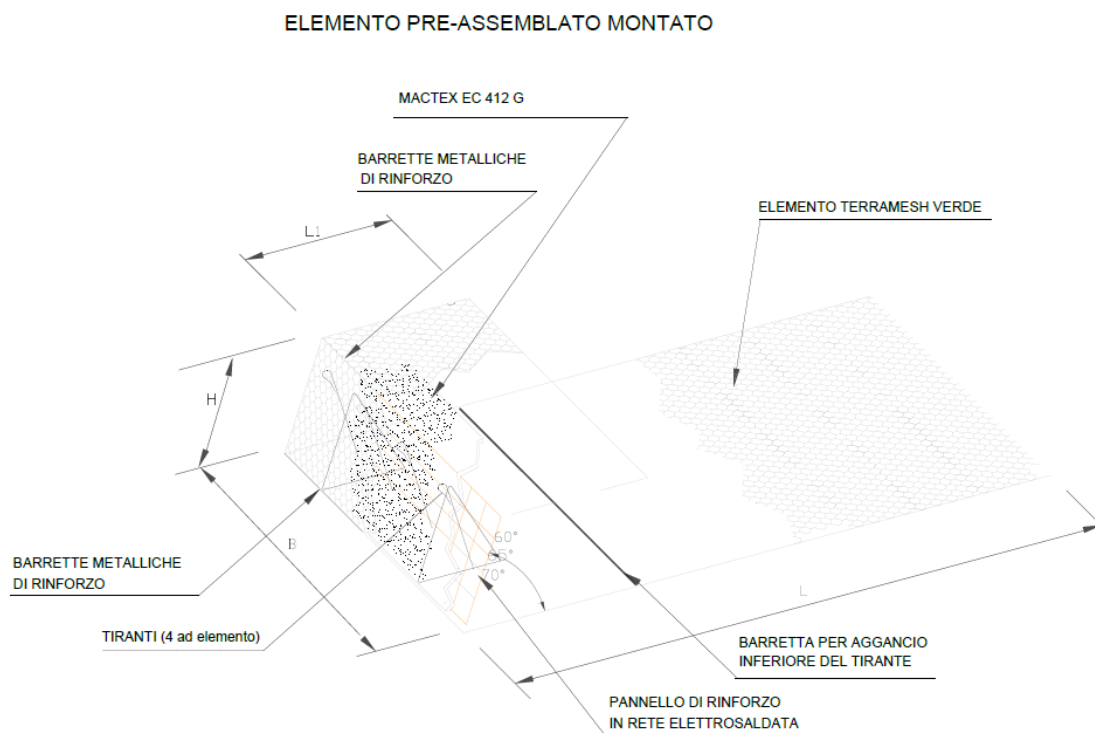 ELEMENTO PRE-ASSEMBLATO MONTATO
MACTEX EC 412 G
BARRETTE METALLICHE
DI RINFORZO
ELEMENTO TERRAMESH VERDE
L1
H
B
60°
65°
70°
L
BARRETTE METALLICHE
DI RINFORZO
TIRANTI (4 ad elemento)
BARRETTA PER AGGANCIO
INFERIORE DEL TIRANTE
PANNELLO DI RINFORZO
IN RETE ELETTROSALDATA